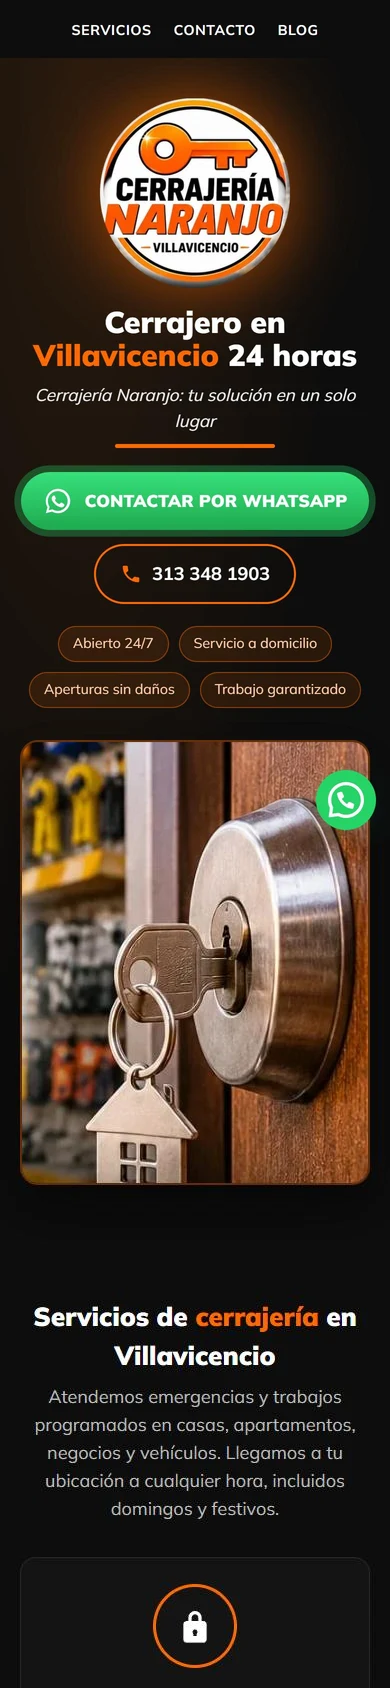 SERVICIOS CONTACTO BLOG
CERRAJERÍA
NARANJO
VILLAVICENCIO
Cerrajero en
Villavicencio 24 horas
Cerrajería Naranjo: tu solución en un solo
lugar
CONTACTAR POR WHATSAPP
313 348 1903
Abierto 24/7 Servicio a domicilio
Aperturas sin daños Trabajo garantizado
Servicios de cerrajería en
Villavicencio
Atendemos emergencias y trabajos
programados en casas, apartamentos,
negocios y vehículos. Llegamos a tu
ubicación a cualquier hora, incluidos
domingos y festivos.